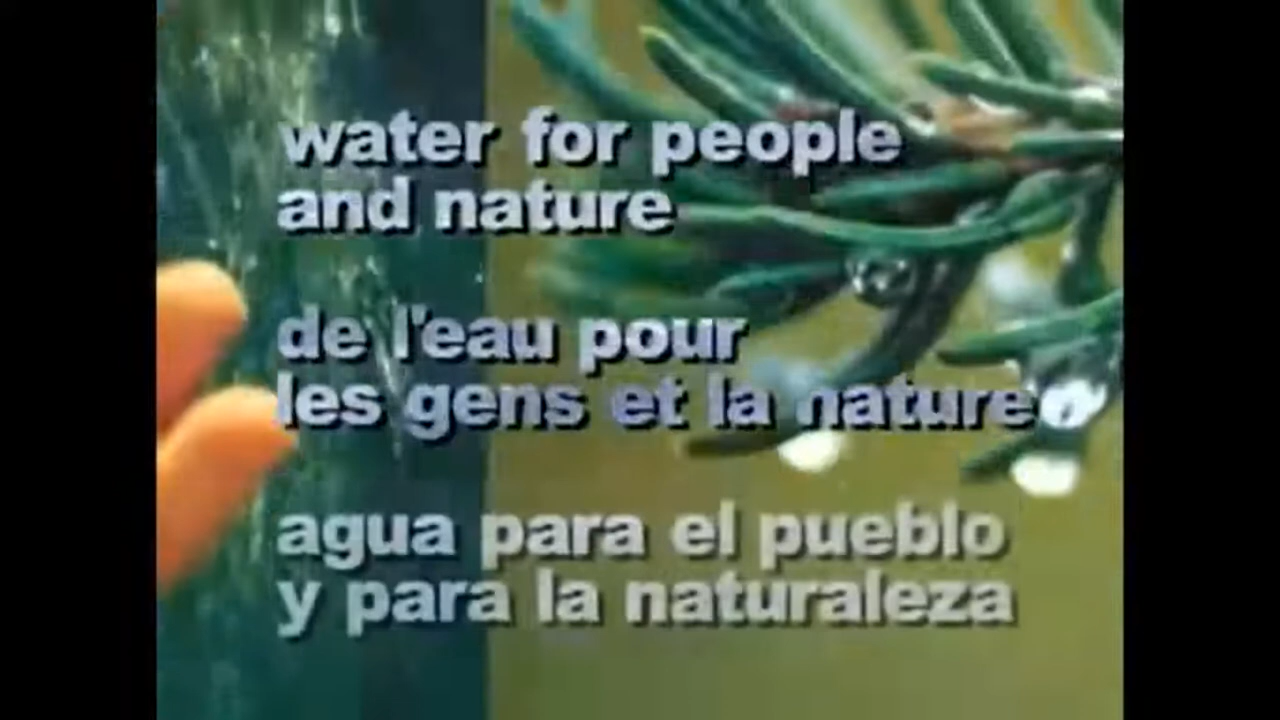 water for people
and nature
de l'eau pour
les gens et la nature
agua para el pueblo
y para la naturaleza